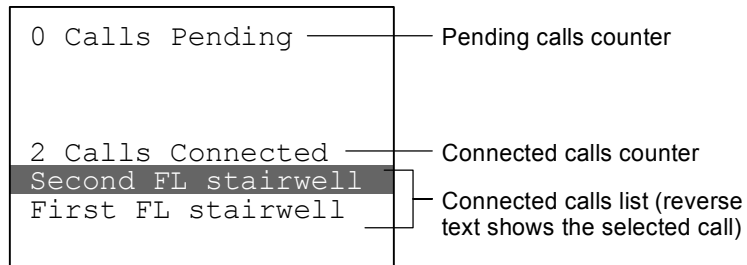 0 Calls Pending
Pending calls counter
2 Calls Connected
Connected calls counter
Second FL stairwell
First FL stairwell
Connected calls list (reverse
text shows the selected call)